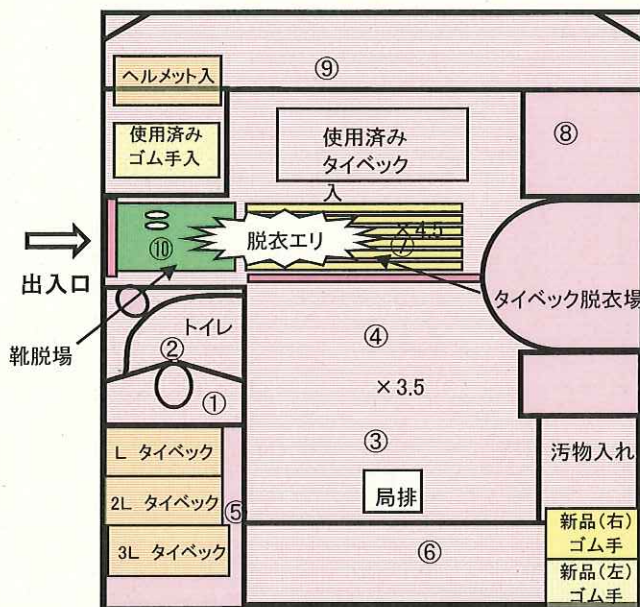 ⑨
ヘルメット入
使用済み
ゴム手入
使用済み
タイベック
入
⑧
出入口
⑩
脱衣エリ
×4.5
⑦
タイベック脱衣場
靴脱場
トイレ
②
①
④
×3.5
③
局排
L タイベック
2L タイベック
3L タイベック
⑤
⑥
汚物入れ
新品(右)
ゴム手
新品(左)
ゴム手